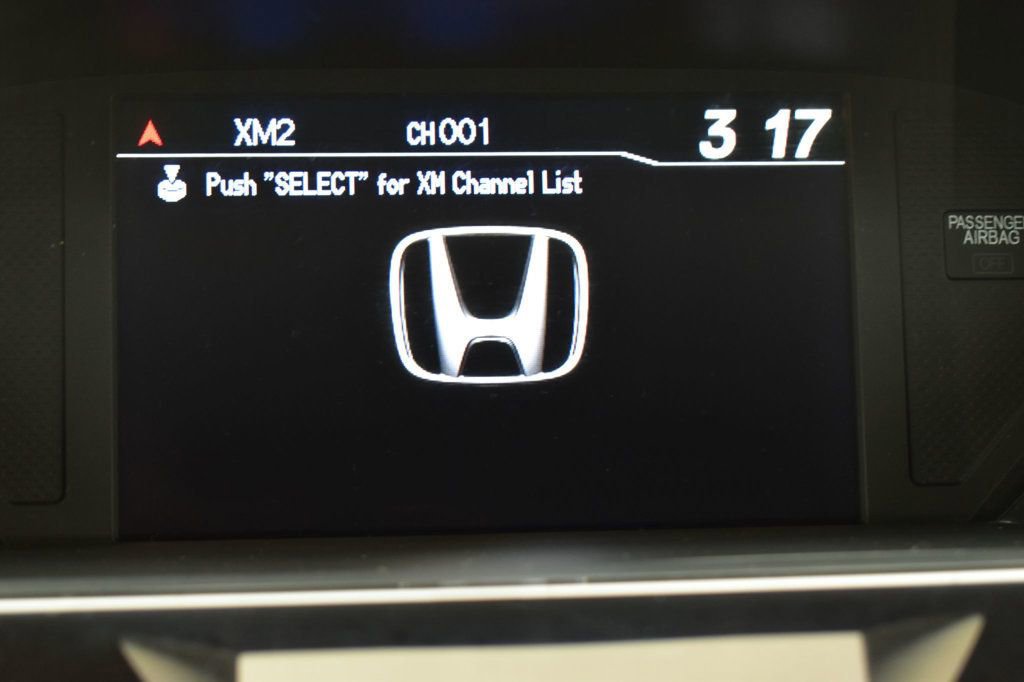 XM2 CH001 3 17
Push "SELECT" for XM Channel List
PASSENGER
AIRBAG
OFF